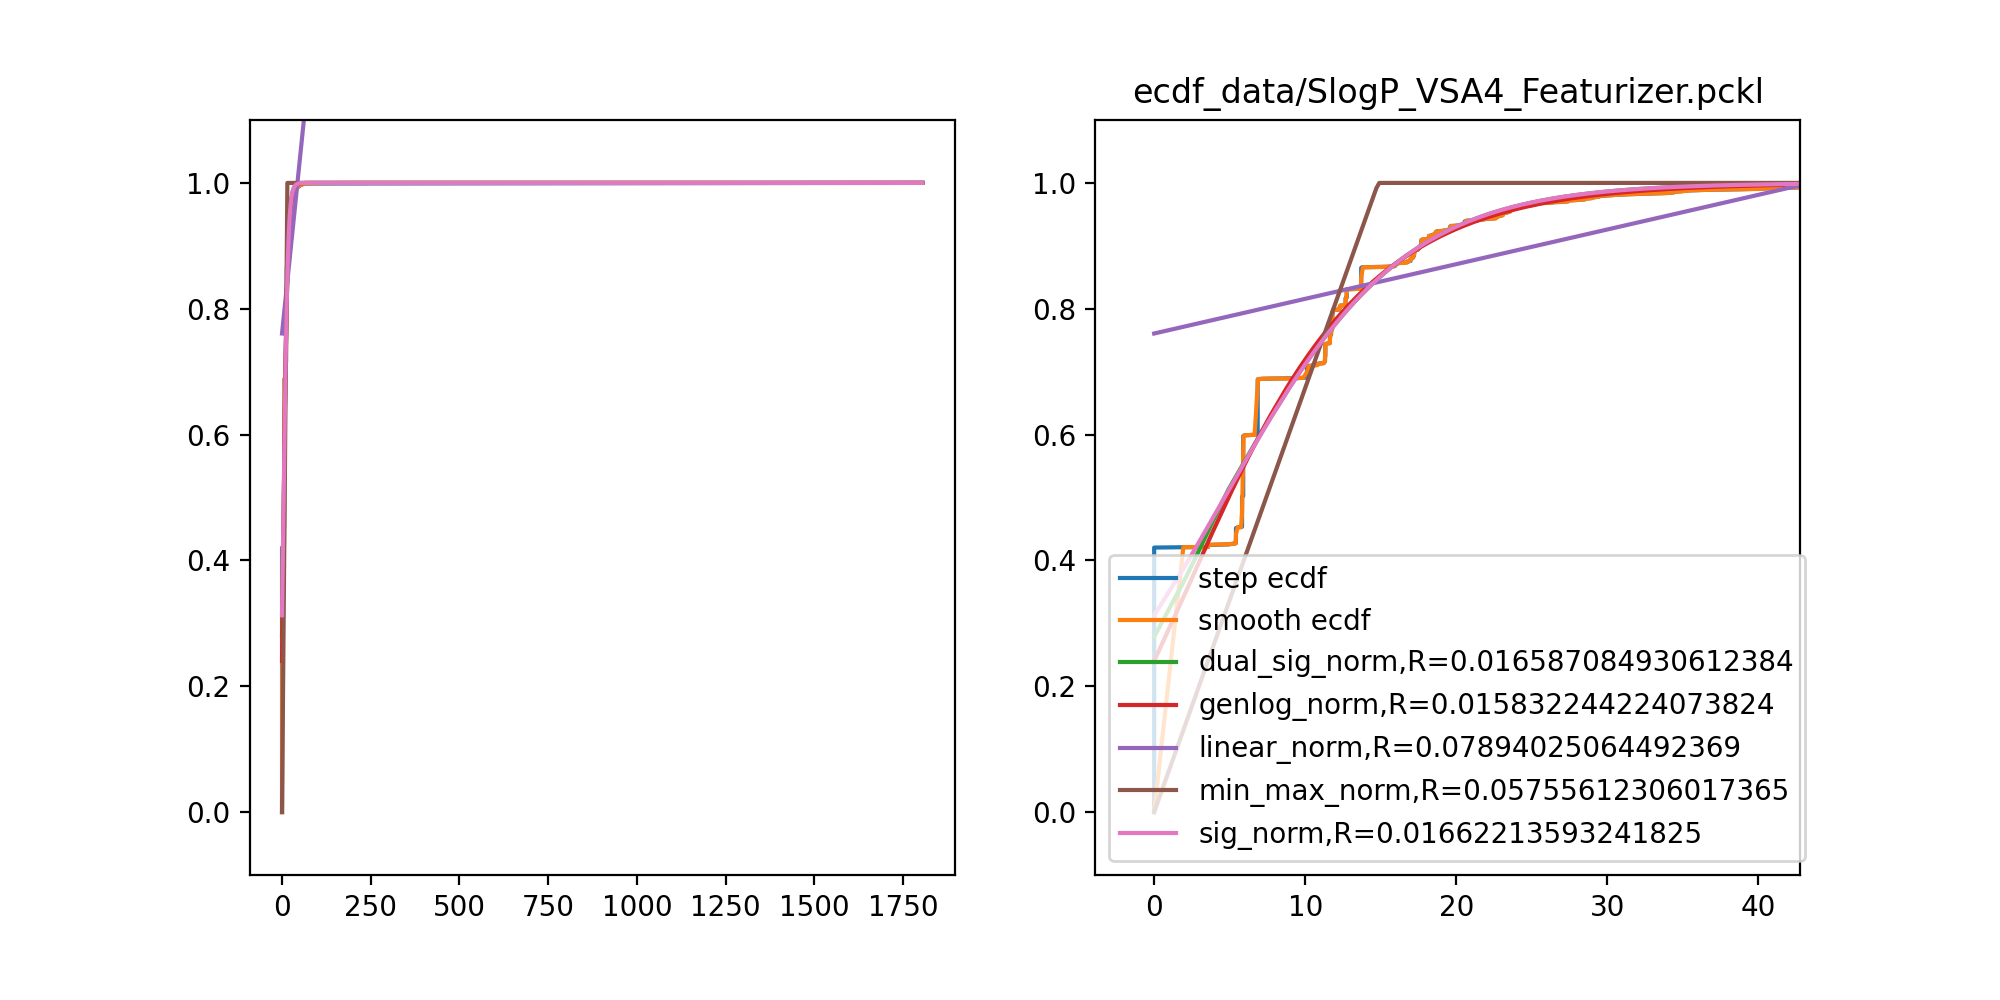 ecdf_data/SlogP_VSA4_Featurizer.pckl
1.0
0.8
0.6
0.4
0.2
0.0
0 250 500 750 1000 1250 1500 1750
1.0
0.8
0.6
0.4
0.2
0.0
step ecdf
smooth ecdf
dual_sig_norm,R=0.016587084930612384
genlog_norm,R=0.015832244224073824
linear_norm,R=0.07894025064492369
min_max_norm,R=0.05755612306017365
sig_norm,R=0.01662213593241825
0 10 20 30 40